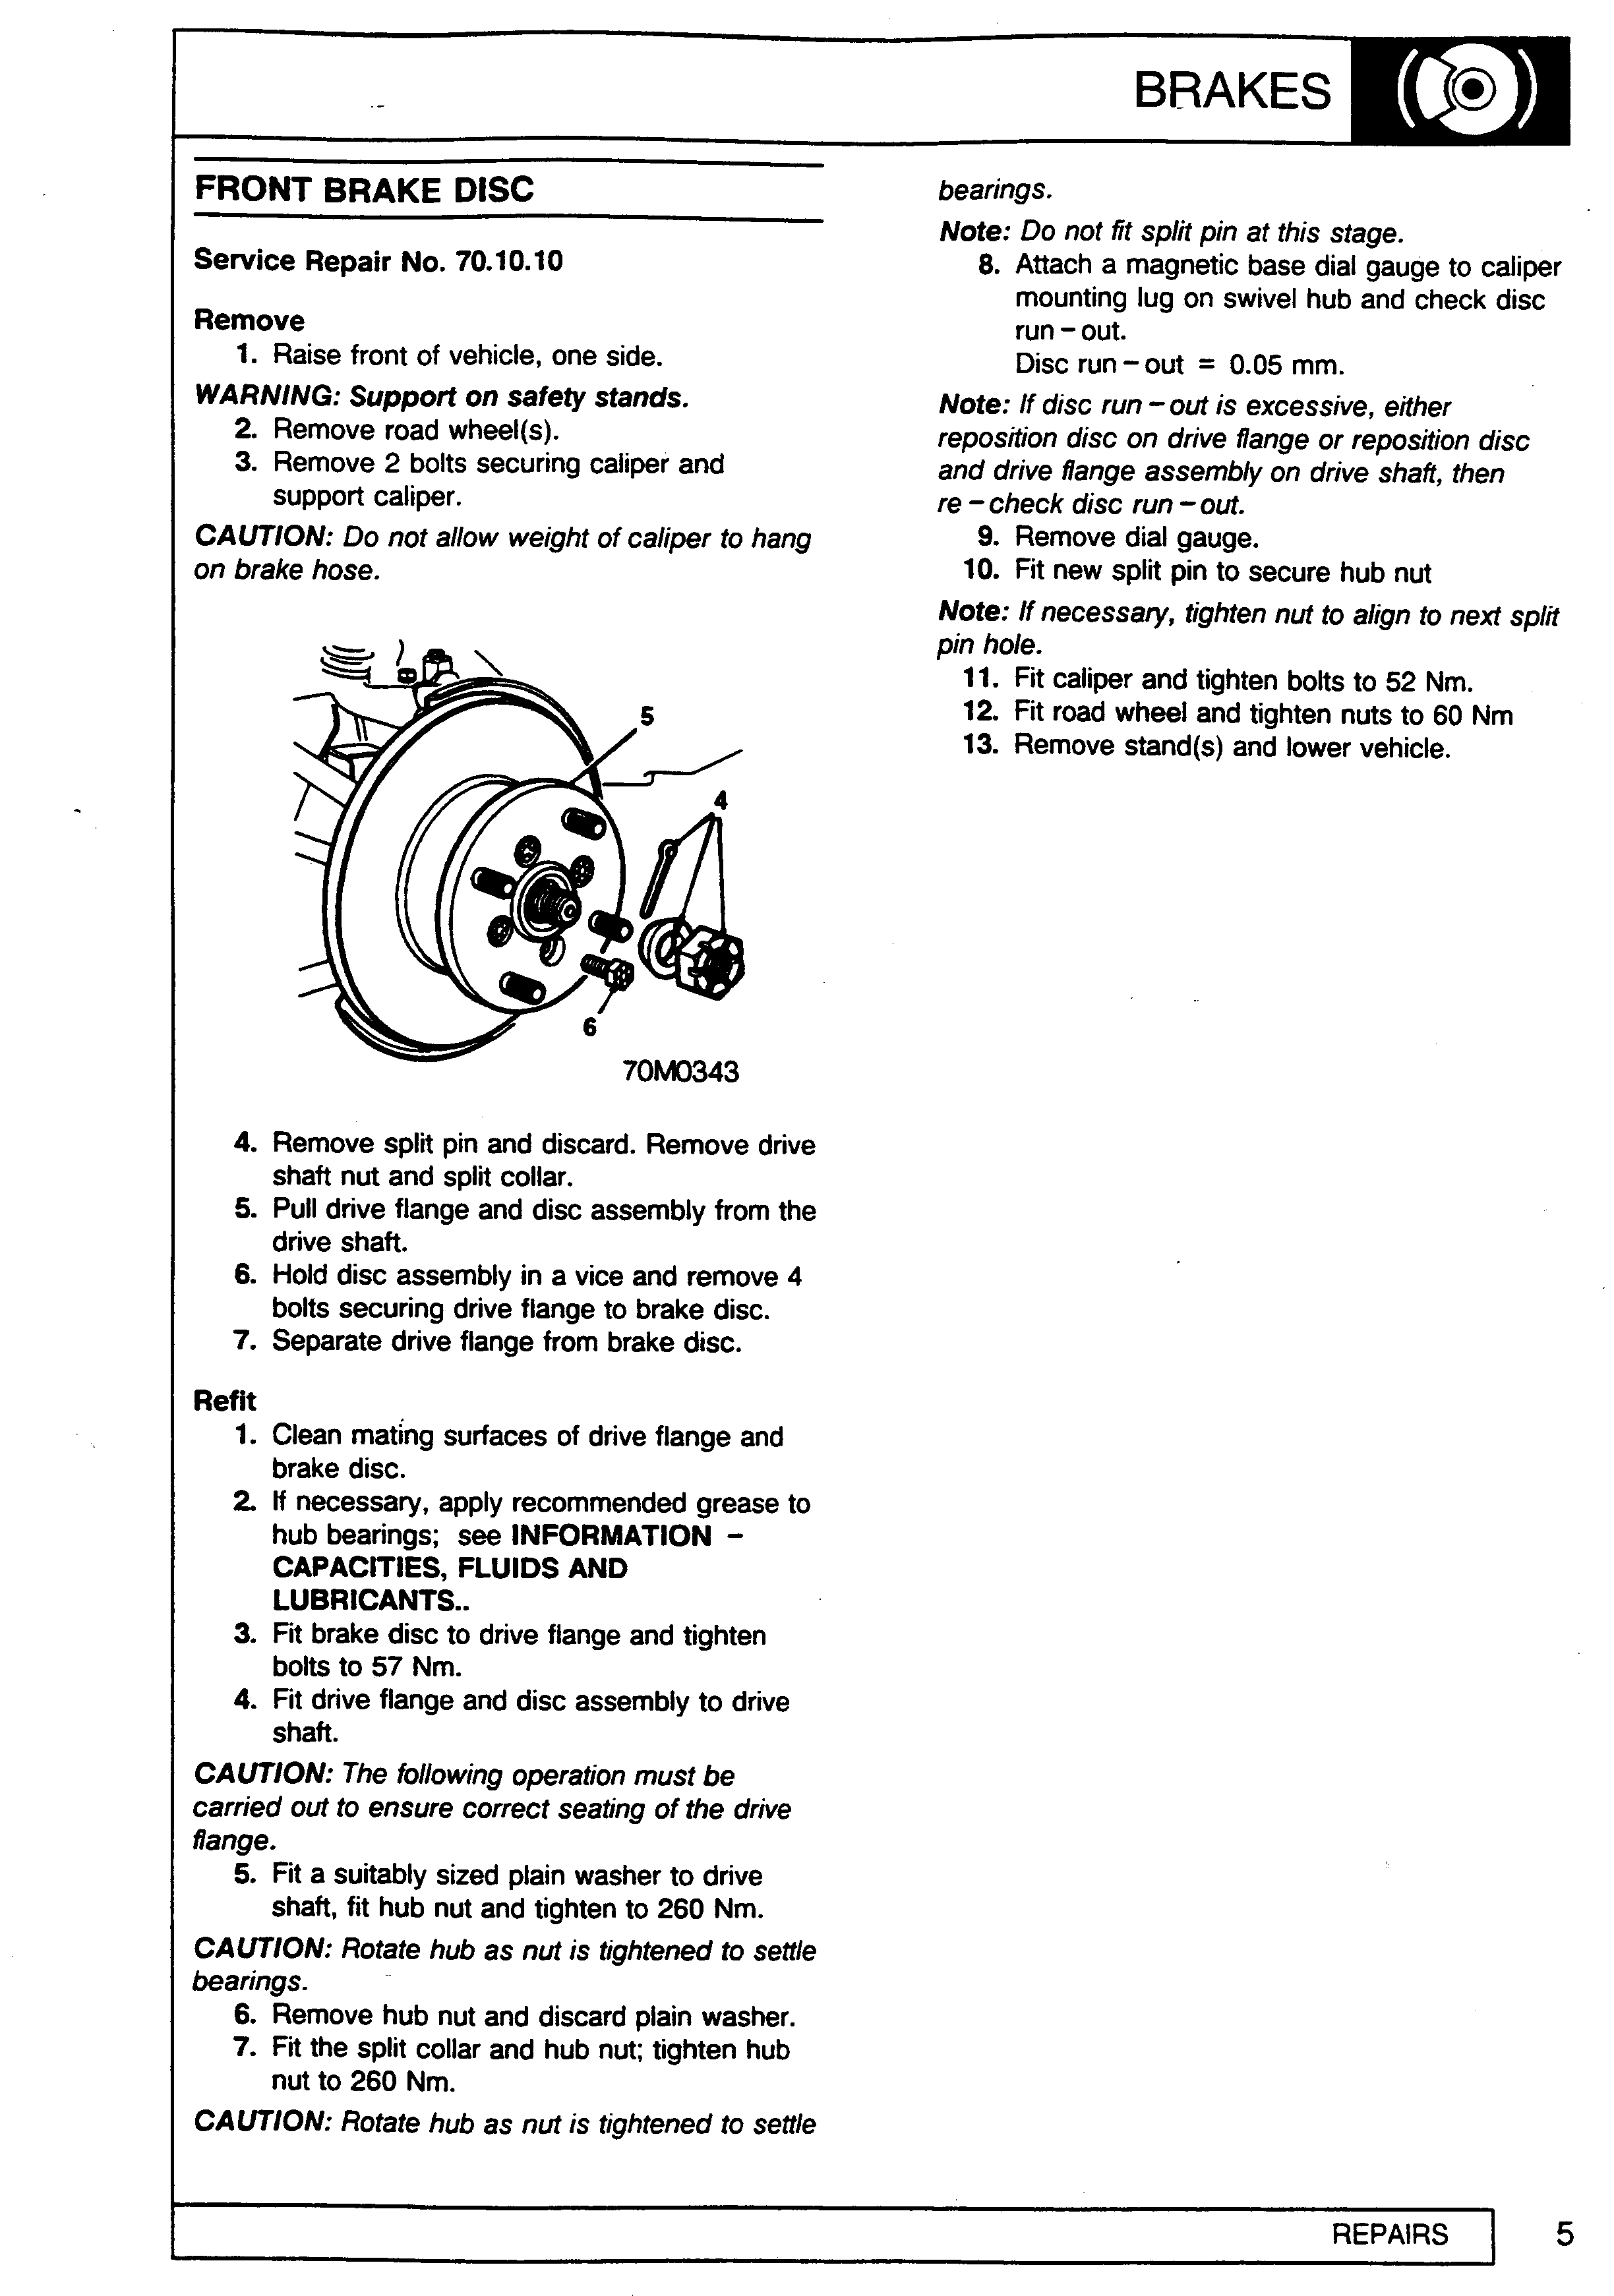 BRAKES
FRONT BRAKE DISC
Service Repair No. 70.10.10
Remove
1. Raise front of vehicle, one side.
WARNING: Support on safety stands.
2. Remove road wheel(s).
3. Remove 2 bolts securing caliper and
support caliper.
CAUTION: Do not allow weight of caliper to hang
on brake hose.
5
4
6
70M0343
4. Remove split pin and discard. Remove drive
shaft nut and split collar.
5. Pull drive flange and disc assembly from the
drive shaft.
6. Hold disc assembly in a vice and remove 4
bolts securing drive flange to brake disc.
7. Separate drive flange from brake disc.
Refit
1. Clean mating surfaces of drive flange and
brake disc.
2. If necessary, apply recommended grease to
hub bearings; see INFORMATION –
CAPACITIES, FLUIDS AND
LUBRICANTS..
3. Fit brake disc to drive flange and tighten
bolts to 57 Nm.
4. Fit drive flange and disc assembly to drive
shaft.
CAUTION: The following operation must be
carried out to ensure correct seating of the drive
flange.
5. Fit a suitably sized plain washer to drive
shaft, fit hub nut and tighten to 260 Nm.
CAUTION: Rotate hub as nut is tightened to settle
bearings.
6. Remove hub nut and discard plain washer.
7. Fit the split collar and hub nut; tighten hub
nut to 260 Nm.
CAUTION: Rotate hub as nut is tightened to settle
bearings.
Note: Do not fit split pin at this stage.
8. Attach a magnetic base dial gauge to caliper
mounting lug on swivel hub and check disc
run – out.
Disc run – out = 0.05 mm.
Note: If disc run – out is excessive, either
reposition disc on drive flange or reposition disc
and drive flange assembly on drive shaft, then
re – check disc run – out.
9. Remove dial gauge.
10. Fit new split pin to secure hub nut
Note: If necessary, tighten nut to align to next split
pin hole.
11. Fit caliper and tighten bolts to 52 Nm.
12. Fit road wheel and tighten nuts to 60 Nm
13. Remove stand(s) and lower vehicle.
REPAIRS
5